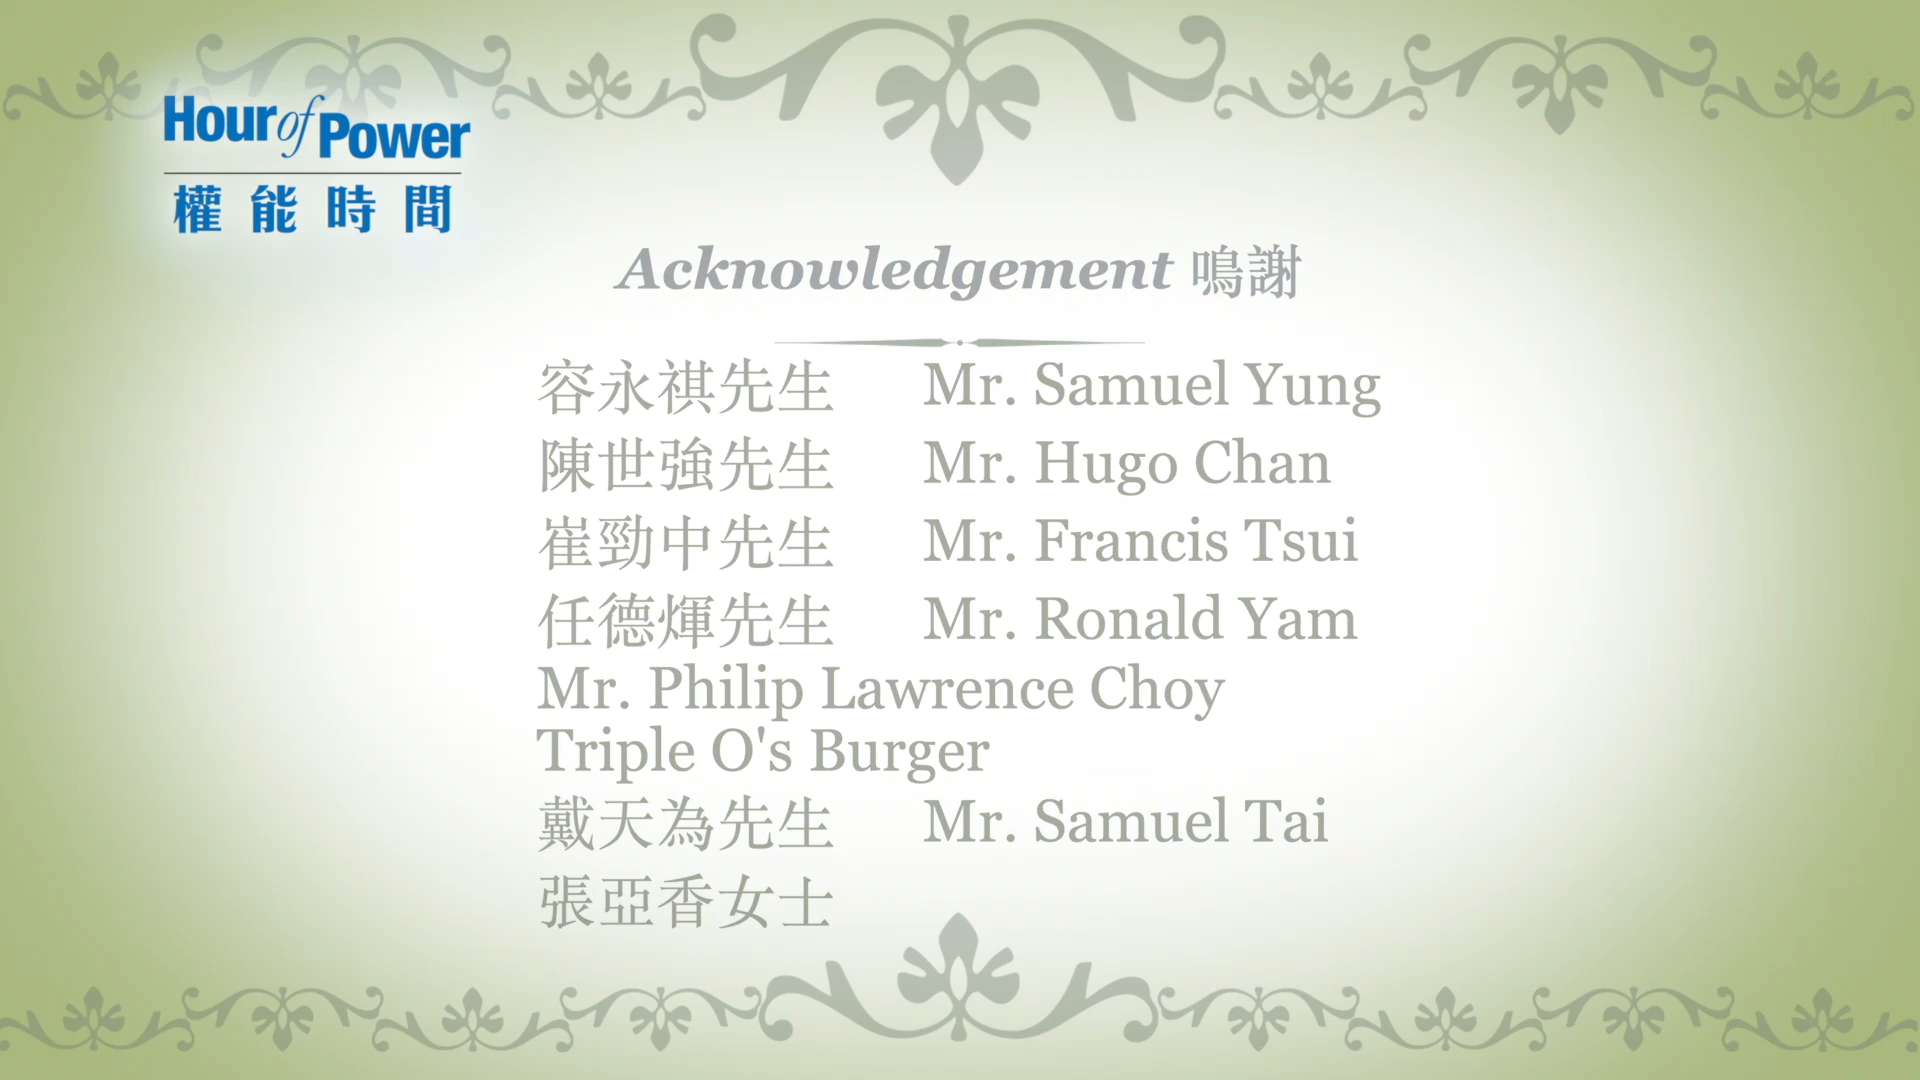 Hour of Power
權能時間
Acknowledgement 鳴謝
容永祺先生 Mr. Samuel Yung
陳世強先生 Mr. Hugo Chan
崔勁中先生 Mr. Francis Tsui
任德煇先生 Mr. Ronald Yam
Mr. Philip Lawrence Choy
Triple O's Burger
戴天為先生 Mr. Samuel Tai
張亞香女士